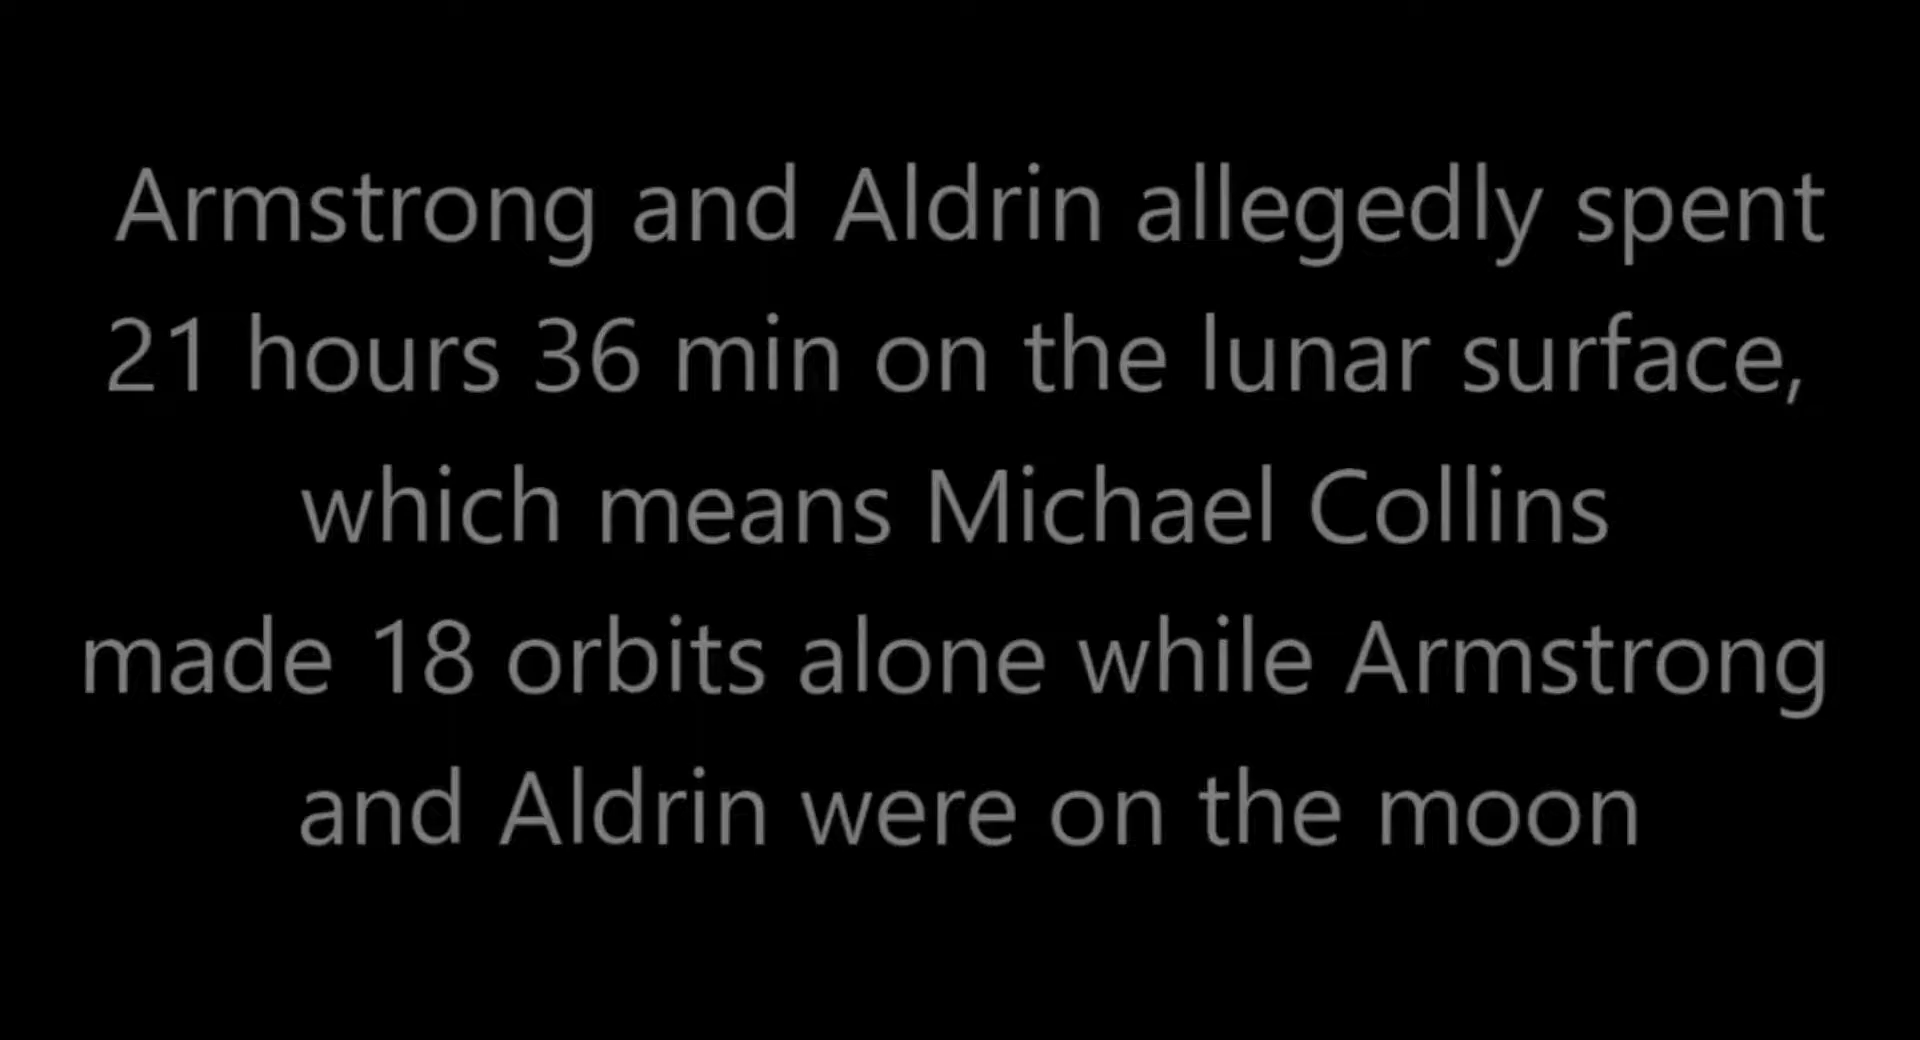 Armstrong and Aldrin allegedly spent
21 hours 36 min on the lunar surface,
which means Michael Collins
made 18 orbits alone while Armstrong
and Aldrin were on the moon